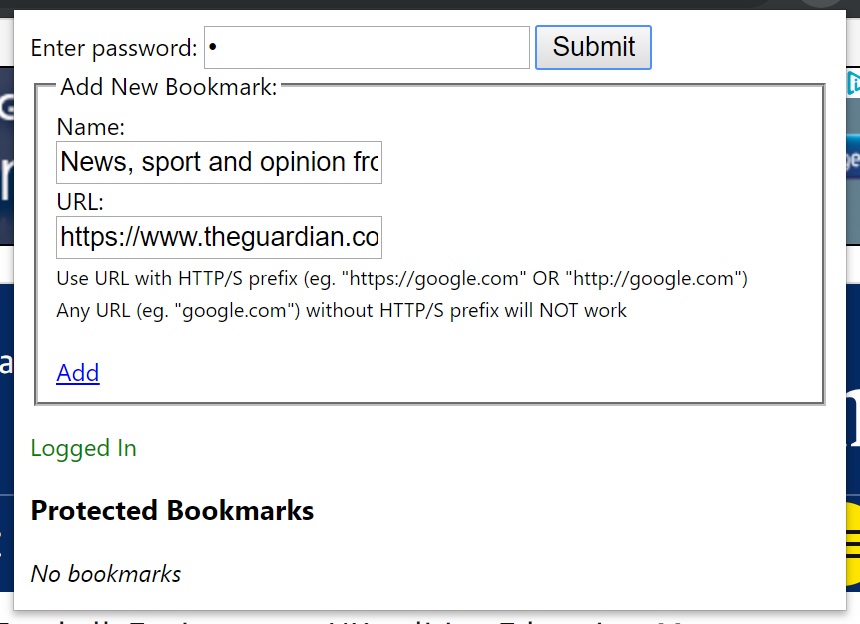 Enter password: • Submit
Add New Bookmark:
Name:
News, sport and opinion fro
URL:
https://www.theguardian.co
Use URL with HTTP/S prefix (eg. "https://google.com" OR "http://google.com")
Any URL (eg. "google.com") without HTTP/S prefix will NOT work
Add
Logged In
Protected Bookmarks
No bookmarks